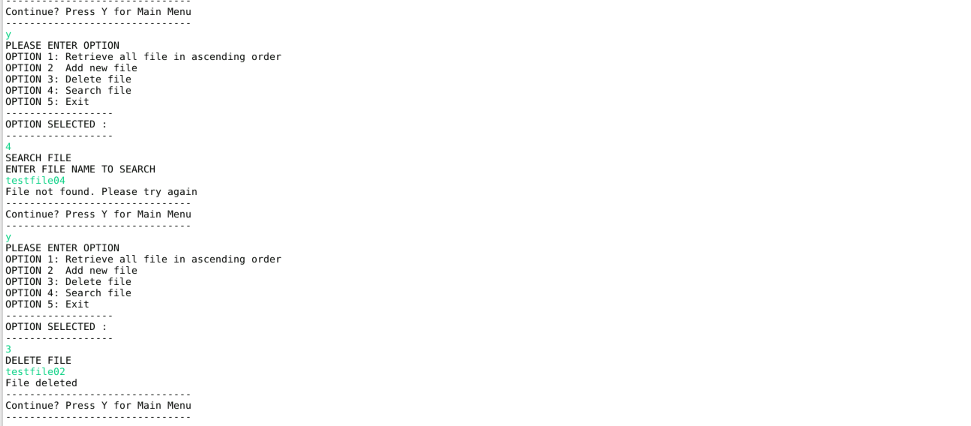 -------------------------------
Continue? Press Y for Main Menu
-------------------------------
y
PLEASE ENTER OPTION
OPTION 1: Retrieve all file in ascending order
OPTION 2  Add new file
OPTION 3: Delete file
OPTION 4: Search file
OPTION 5: Exit
------------------
OPTION SELECTED :
------------------
4
SEARCH FILE
ENTER FILE NAME TO SEARCH
testfile04
File not found. Please try again
-------------------------------
Continue? Press Y for Main Menu
-------------------------------
y
PLEASE ENTER OPTION
OPTION 1: Retrieve all file in ascending order
OPTION 2  Add new file
OPTION 3: Delete file
OPTION 4: Search file
OPTION 5: Exit
------------------
OPTION SELECTED :
------------------
3
DELETE FILE
testfile02
File deleted
-------------------------------
Continue? Press Y for Main Menu
-------------------------------